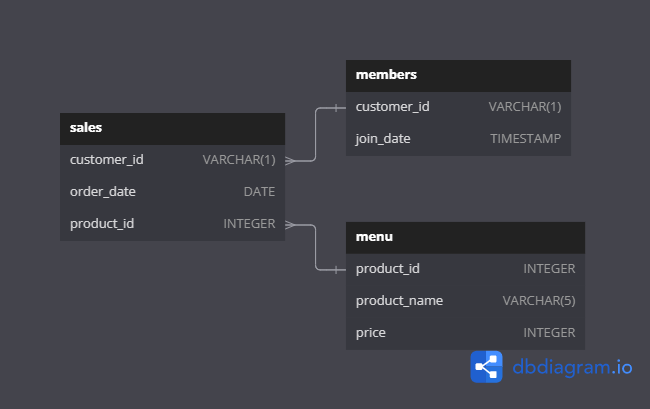 sales
customer_id VARCHAR(1)
order_date DATE
product_id INTEGER
members
customer_id VARCHAR(1)
join_date TIMESTAMP
menu
product_id INTEGER
product_name VARCHAR(5)
price INTEGER
dbdiagram.io